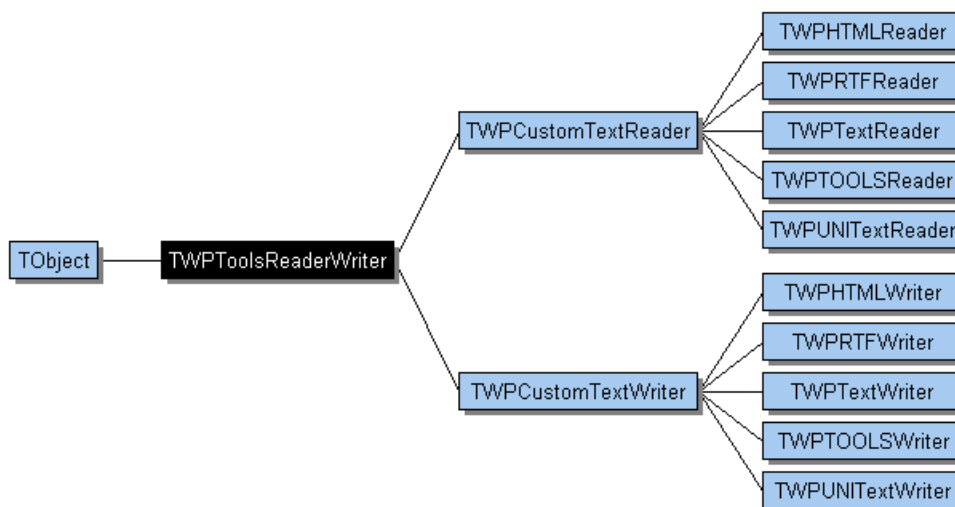 TWPHTMLReader
TWPRTFReader
TWPCustomTextReader
TWPTextReader
TWPTOOLSReader
TWPUNITextReader
TObject
TWPToolsReaderWriter
TWPHTMLWriter
TWPRTFWriter
TWPCustomTextWriter
TWPTextWriter
TWPTOOLSWriter
TWPUNITextWriter